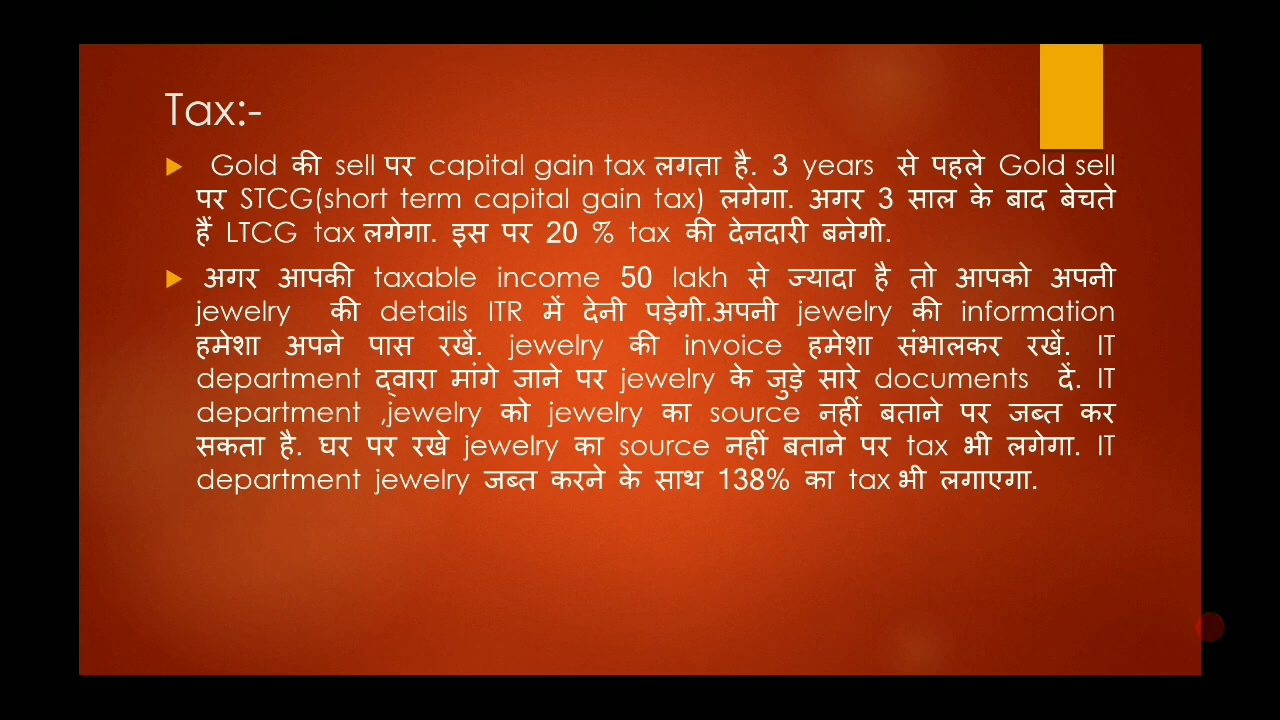 Tax:-
Gold की sell पर capital gain tax लगता है. 3 years से पहले Gold sell
पर STCG(short term capital gain tax) लगेगा. अगर 3 साल के बाद बेचते
हैं LTCG tax लगेगा. इस पर 20 % tax की देनदारी बनेगी.
अगर आपकी taxable income 50 lakh से ज्यादा है तो आपको अपनी
jewelry की details ITR में देनी पड़ेगी.अपनी jewelry की information
हमेशा अपने पास रखें. jewelry की invoice हमेशा संभालकर रखें. IT
department द्वारा मांगे जाने पर jewelry के जुड़े सारे documents दें. IT
department ,jewelry को jewelry का source नहीं बताने पर जब्त कर
सकता है. घर पर रखे jewelry का source नहीं बताने पर tax भी लगेगा. IT
department jewelry जब्त करने के साथ 138% का tax भी लगाएगा.